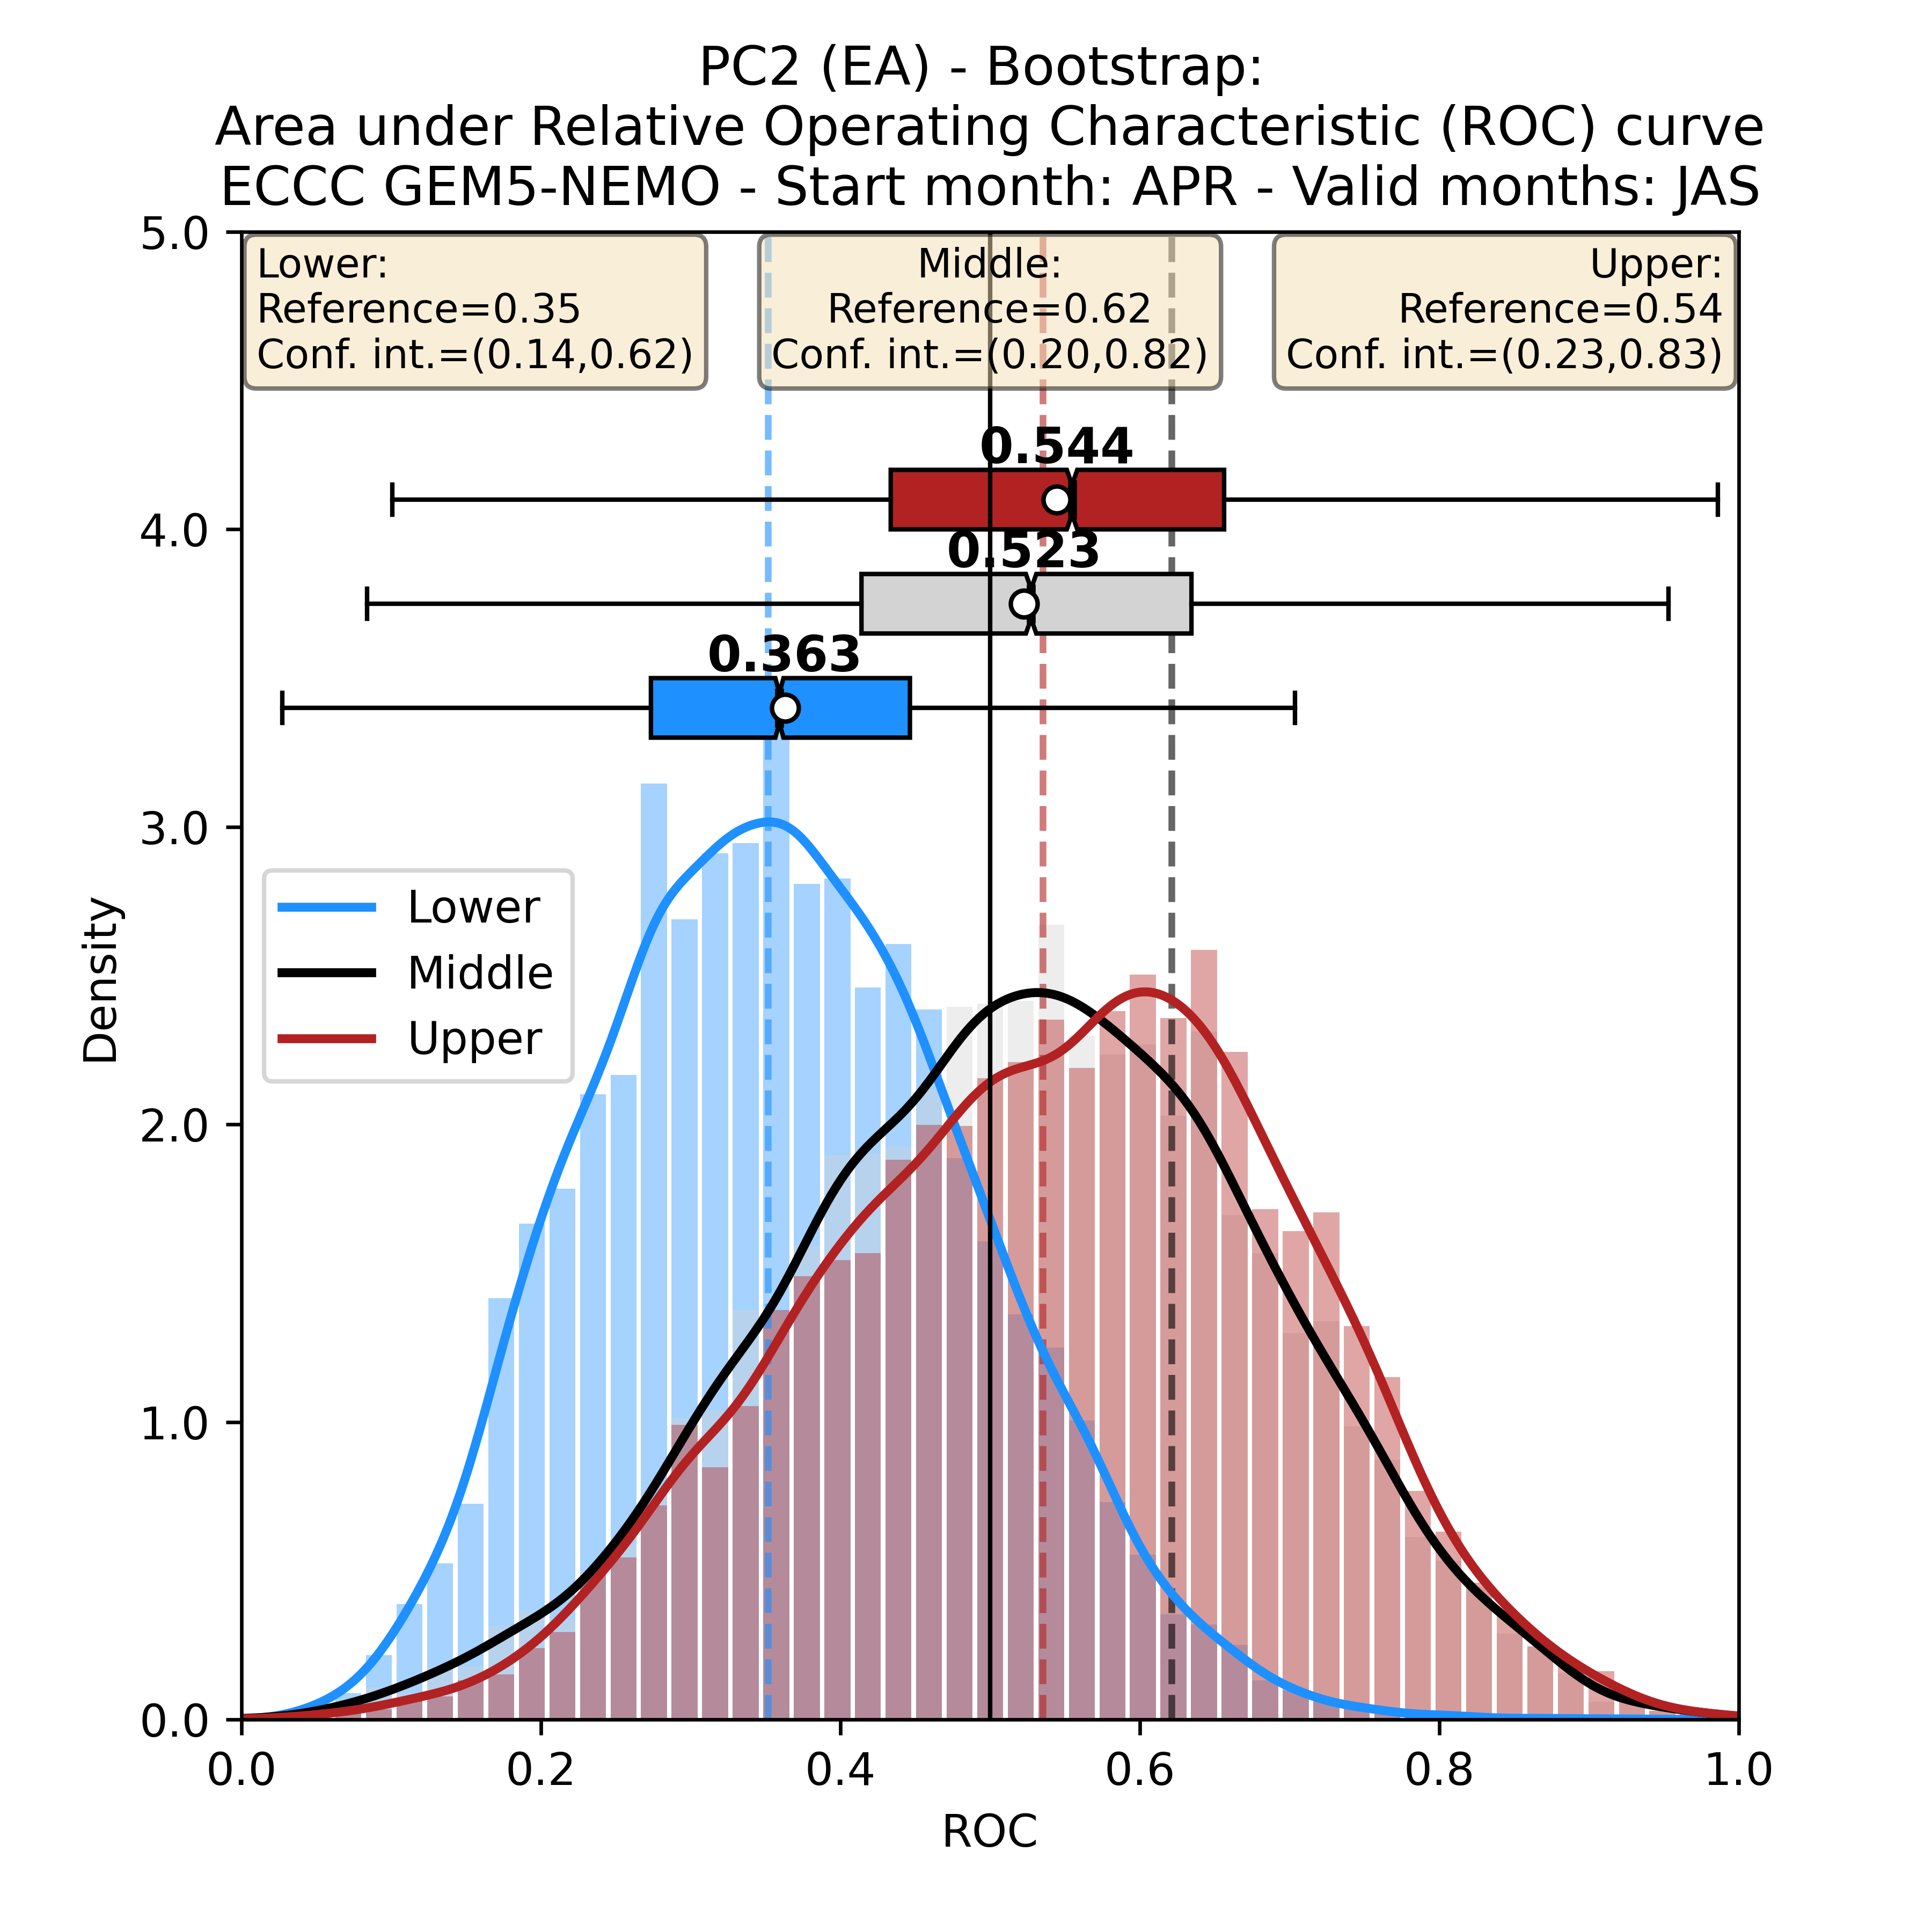 PC2 (EA) - Bootstrap:
Area under Relative Operating Characteristic (ROC) curve
ECCC GEM5-NEMO - Start month: APR - Valid months: JAS
Lower:
Reference=0.35
Conf. int.=(0.14,0.62)
Middle:
Reference=0.62
Conf. int.=(0.20,0.82)
Upper:
Reference=0.54
Conf. int.=(0.23,0.83)
0.544
0.523
0.363
Lower
Middle
Upper
Density
5.0
4.0
3.0
2.0
1.0
0.0
0.0 0.2 0.4 0.6 0.8 1.0
ROC